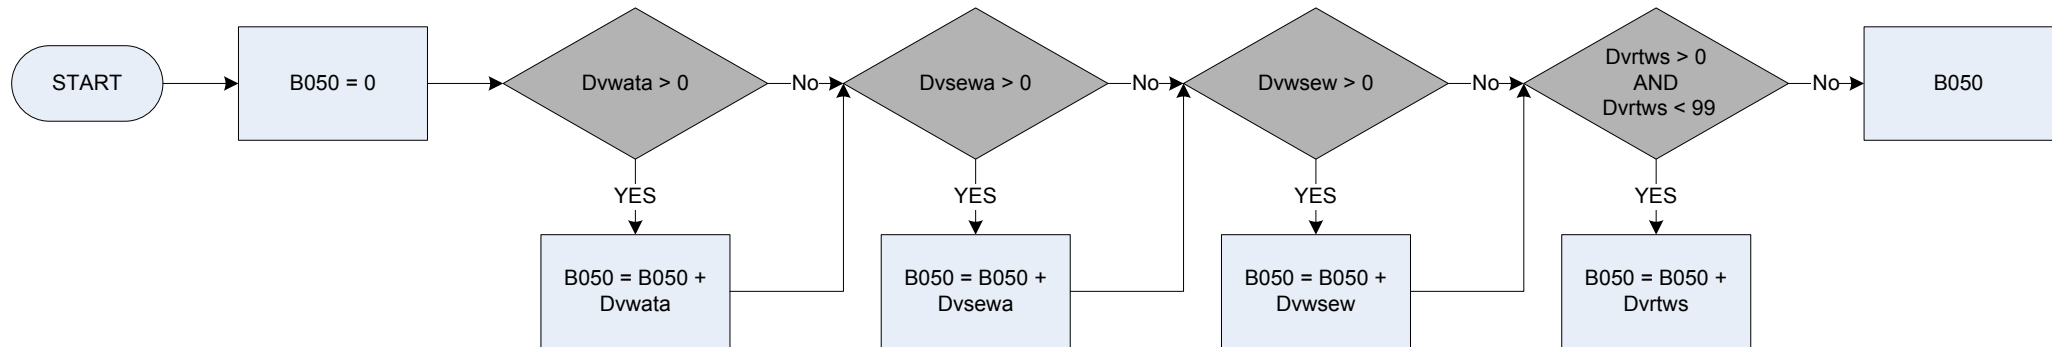 START
B050 = 0
Dvwata > 0
No
Dvsewa > 0
No
Dvwsew > 0
No
Dvrtws > 0
AND
Dvrtws < 99
No
B050
YES
YES
YES
YES
B050 = B050 +
Dvwata
B050 = B050 +
Dvsewa
B050 = B050 +
Dvwsew
B050 = B050 +
Dvrtws